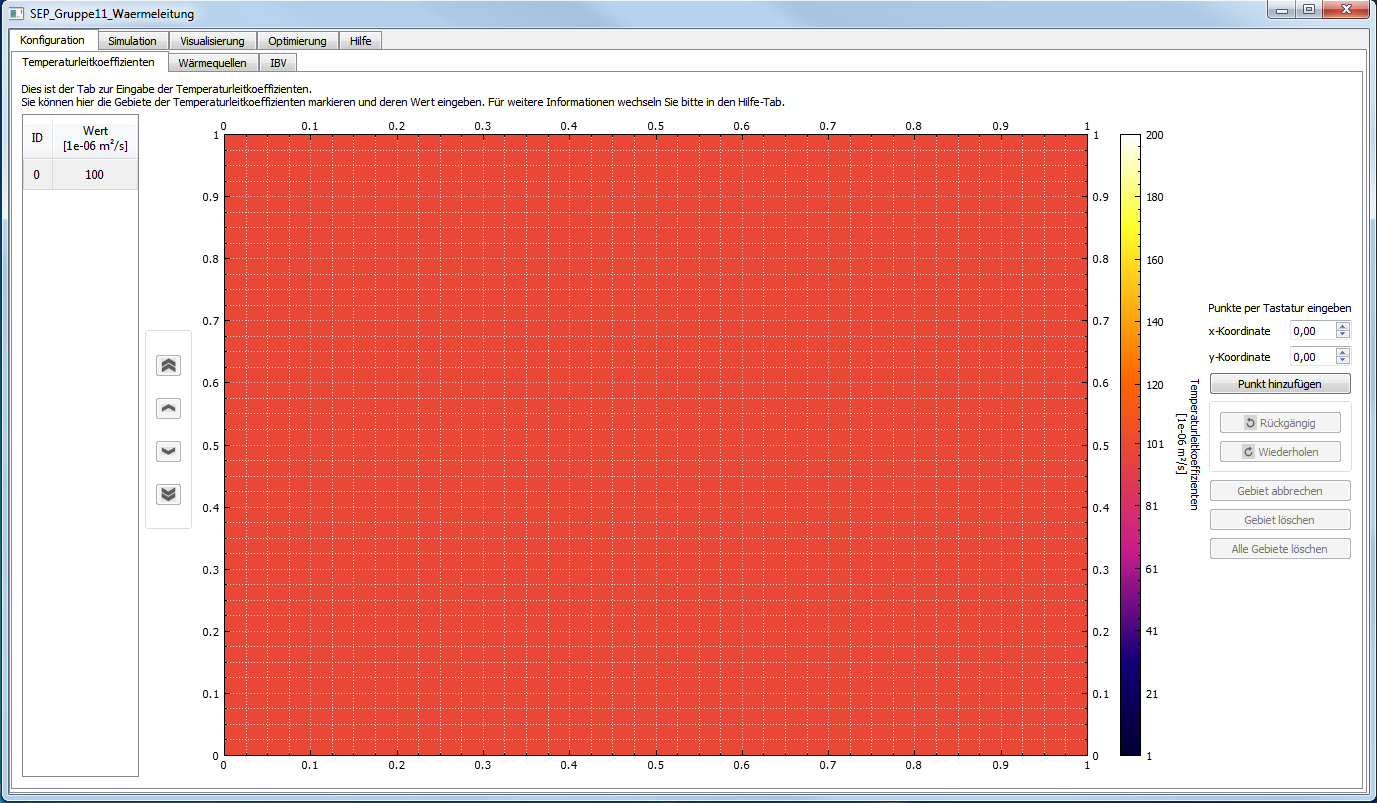 SEP_Gruppe11_Waermeleitung
Konfiguration Simulation Visualisierung Optimierung Hilfe
Temperaturleitkoeffizienten Wärmequellen IBV
Dies ist der Tab zur Eingabe der Temperaturleitkoeffizienten.
Sie können hier die Gebiete der Temperaturleitkoeffizienten markieren und deren Wert eingeben. Für weitere Informationen wechseln Sie bitte in den Hilfe-Tab.
ID Wert
[1e-06 m²/s]
0 100
0 0.1 0.2 0.3 0.4 0.5 0.6 0.7 0.8 0.9 1
1
0.9
0.8
0.7
0.6
0.5
0.4
0.3
0.2
0.1
0
0 0.1 0.2 0.3 0.4 0.5 0.6 0.7 0.8 0.9 1
1
0.9
0.8
0.7
0.6
0.5
0.4
0.3
0.2
0.1
0
200
180
160
140
120
101
81
61
41
21
1
Temperaturleitkoeffizienten
[1e-06 m²/s]
Punkte per Tastatur eingeben
x-Koordinate 0,00
y-Koordinate 0,00
Punkt hinzufügen
Rückgängig
Wiederholen
Gebiet abbrechen
Gebiet löschen
Alle Gebiete löschen